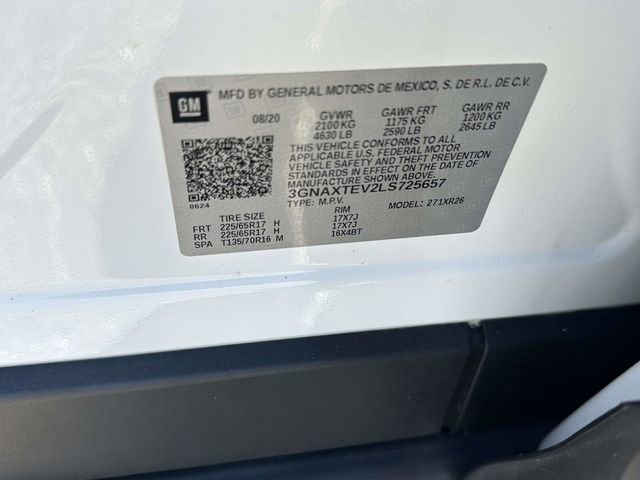 GM
MFD BY GENERAL MOTORS DE MEXICO, S. DE R.L. DE C.V.
08/20 GVWR GAWR FRT GAWR RR
2100 KG 1175 KG 1200 KG
4630 LB 2590 LB 2645 LB
THIS VEHICLE CONFORMS TO ALL
APPLICABLE U.S. FEDERAL MOTOR
VEHICLE SAFETY AND THEFT PREVENTION
STANDARDS IN EFFECT ON THE DATE OF
MANUFACTURE SHOWN ABOVE.
3GNAXTEV2LS725657
TYPE: M.P.V. MODEL: 271XR26
8624
TIRE SIZE RIM
FRT 225/65R17 H 17X7J
RR 225/65R17 H 17X7J
SPA T135/70R16 M 16X4BT